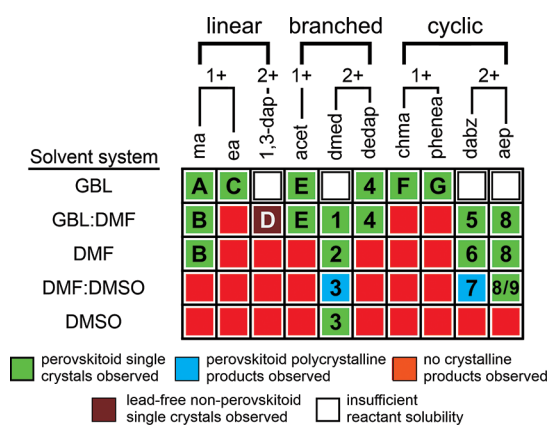 linear branched cyclic
1+ 2+ 1+ 2+ 1+ 2+
ma ea 1,3-dap acet dmed dedap chma phenea dabz aep
Solvent system
GBL A C E 4 F G
GBL:DMF B D E 1 4 5 8
DMF B 2 6 8
DMF:DMSO 3 7 8/9
DMSO 3
perovskitoid single perovskitoid polycrystalline no crystalline
crystals observed products observed products observed
lead-free non-perovskitoid insufficient
single crystals observed reactant solubility